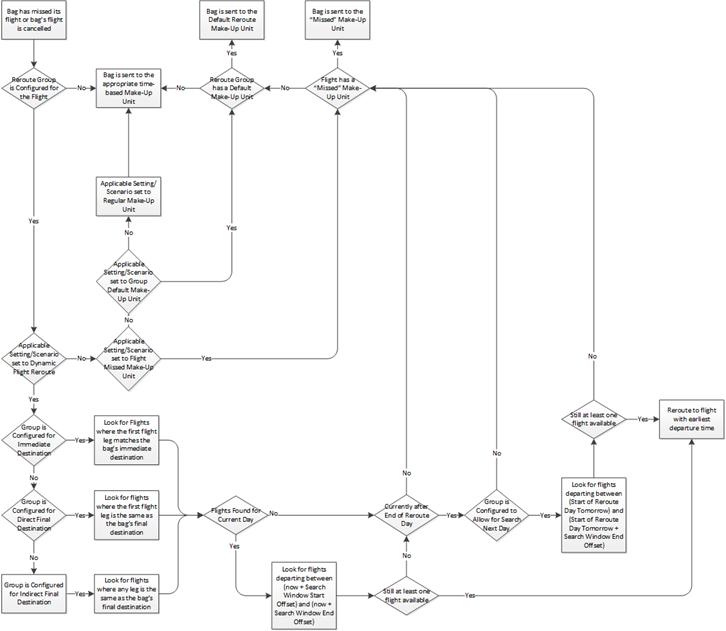 Bag has missed its
flight or bag's flight
is cancelled
Bag is sent to the
Default Reroute
Make-Up Unit
Bag is sent to the
"Missed" Make-Up
Unit
Yes
Yes
Reroute Group
is Configured for
the Flight
No
Bag is sent to the
appropriate time-
based Make-Up
Unit
No
Reroute Group
has a Default
Make-Up Unit
No
Flight has a
"Missed" Make-
Up Unit
Applicable Setting/
Scenario set to
Regular Make-Up
Unit
Yes
No
Yes
Applicable
Setting/Scenario
set to Group
Default Make-
Up Unit
No
Applicable
Setting/Scenario
set to Dynamic
Flight Reroute
No
Applicable
Setting/Scenario
set to Flight
Missed Make-Up
Unit
Yes
No
Yes
Group is
Configured for
Immediate
Destination
Yes
Look for Flights
where the first flight
leg matches the
bag's immediate
destination
Still at least one
flight available
Yes
Reroute to flight
with earliest
departure time
No
No
No
Group is
Configured for
Direct Final
Destination
Yes
Look for flights
where the first flight
leg is the same as
the bag's final
destination
Flights Found for
Current Day
No
Currently after
End of Reroute
Day
Yes
Group is
Configured to
Allow for Search
Next Day
Yes
Look for flights
departing between
(Start of Reroute
Day Tomorrow) and
(Start of Reroute
Day Tomorrow +
Search Window End
Offset)
No
Yes
No
Group is Configured
for Indirect Final
Destination
Yes
Look for flights
where any leg is the
same as the bag's
final destination
Look for flights
departing between
(now + Search
Window Start
Offset) and (now +
Search Window End
Offset)
Still at least one
flight available
Yes